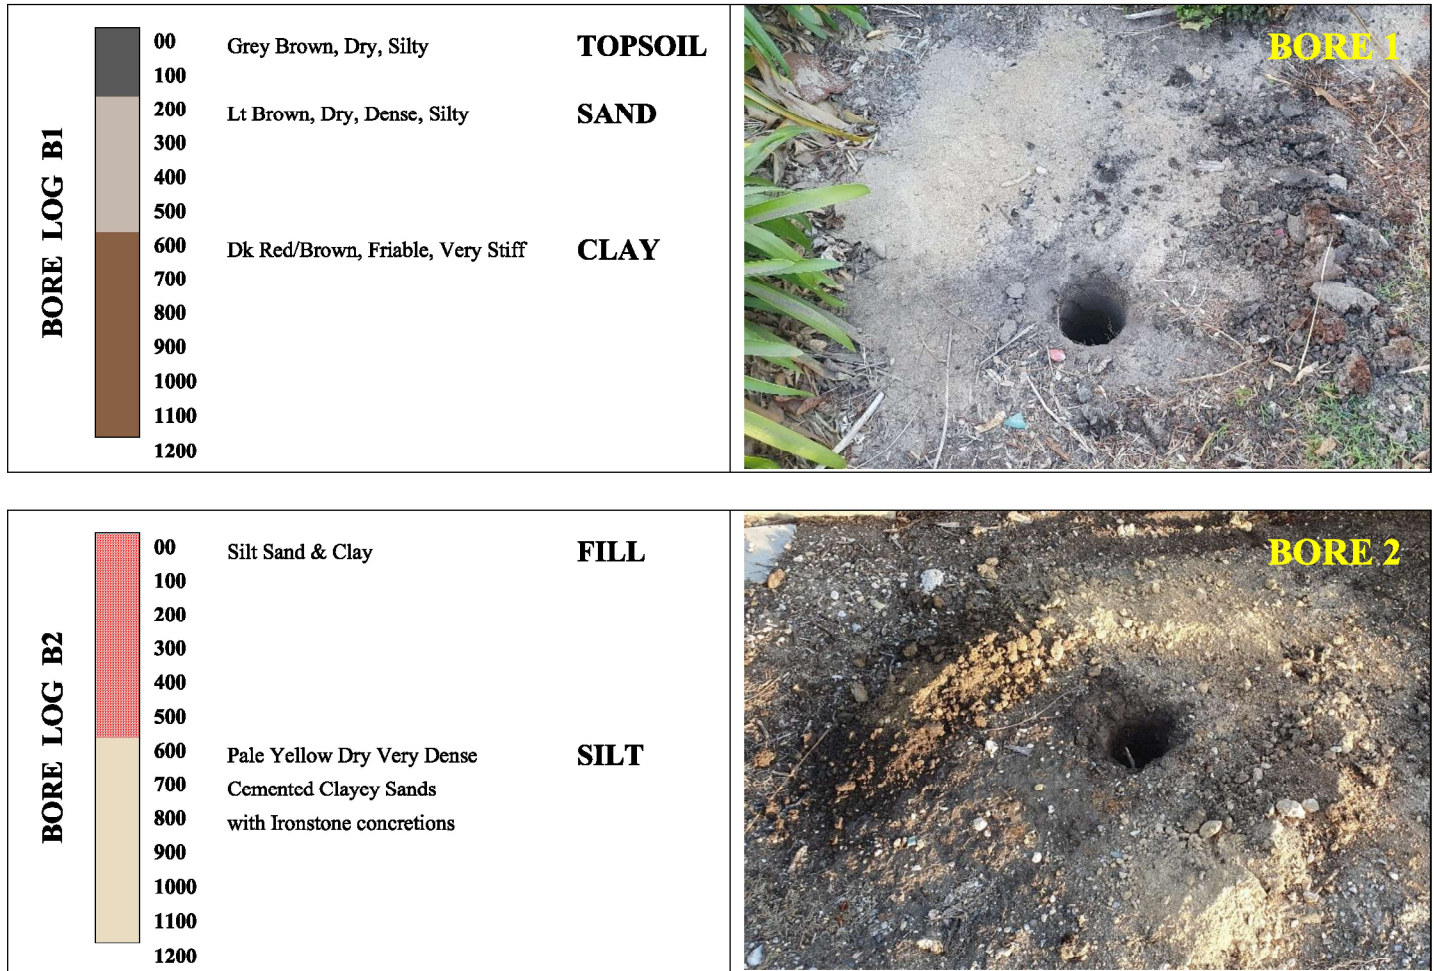 BORE LOG B1
00 Grey Brown, Dry, Silty TOPSOIL
100
200 Lt Brown, Dry, Dense, Silty SAND
300
400
500
600 Dk Red/Brown, Friable, Very Stiff CLAY
700
800
900
1000
1100
1200
BORE 1
BORE LOG B2
00 Silt Sand & Clay FILL
100
200
300
400
500
600 Pale Yellow Dry Very Dense SILT
700 Cemented Clayey Sands
800 with Ironstone concretions
900
1000
1100
1200
BORE 2